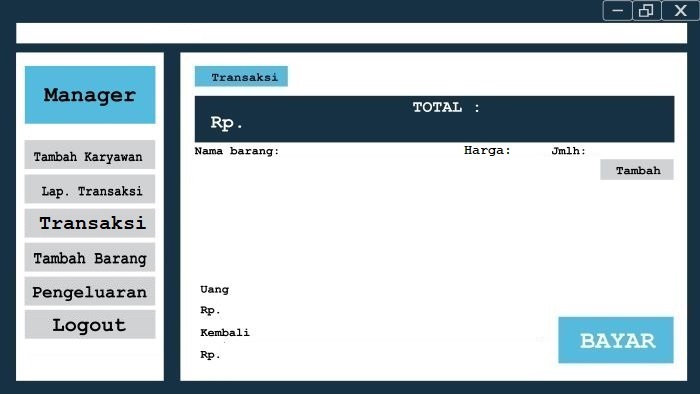 Manager
Tambah Karyawan
Lap. Transaksi
Transaksi
Tambah Barang
Pengeluaran
Logout
Transaksi
TOTAL :
Rp.
Nama barang: Harga: Jmlh:
Tambah
Uang
Rp.
Kembali
Rp.
BAYAR